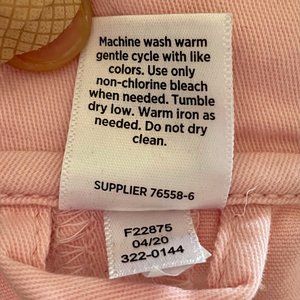 Machine wash warm
gentle cycle with like
colors. Use only
non-chlorine bleach
when needed. Tumble
dry low. Warm iron as
needed. Do not dry
clean.
SUPPLIER 76558-6
F22875
04/20
322-0144